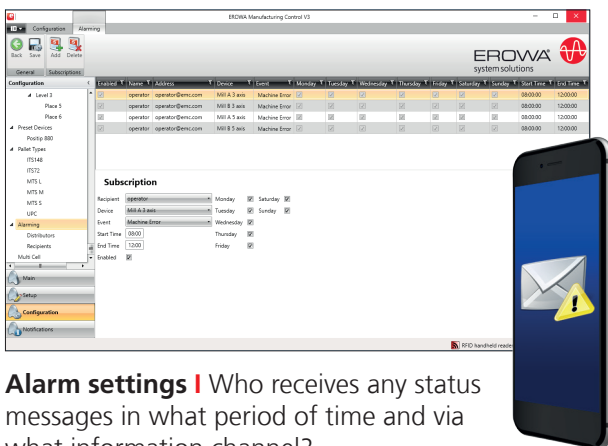 EROWA Manufacturing Control V3
Configuration Alarming
Back Save Add Delete
General Subscriptions
EROWA
system solutions
Configuration
Level 3
Place 5
Place 6
Preset Devices
Postip 880
Pallet Types
ITS148
ITS72
MTS L
MTS M
MTS S
UPC
Alarming
Distributors
Recipients
Multi Cell
Main
Setup
Configuration
Notifications
Enabled Name Address Device Event Monday Tuesday Wednesday Thursday Friday Saturday Sunday Start Time End Time
operator operator@emc.com Mill A 3 axis Machine Error 08:00:00 12:00:00
operator operator@emc.com Mill B 3 axis Machine Error 08:00:00 12:00:00
operator operator@emc.com Mill A 5 axis Machine Error 08:00:00 12:00:00
operator operator@emc.com Mill B 5 axis Machine Error 08:00:00 12:00:00
Subscription
Recipient operator Monday Saturday
Device Mill A 3 axis Tuesday Sunday
Event Machine Error Wednesday
Start Time 08:00 Thursday
End Time 12:00 Friday
Enabled
RFID handheld reader
Alarm settings I Who receives any status
messages in what period of time and via
what information channel?